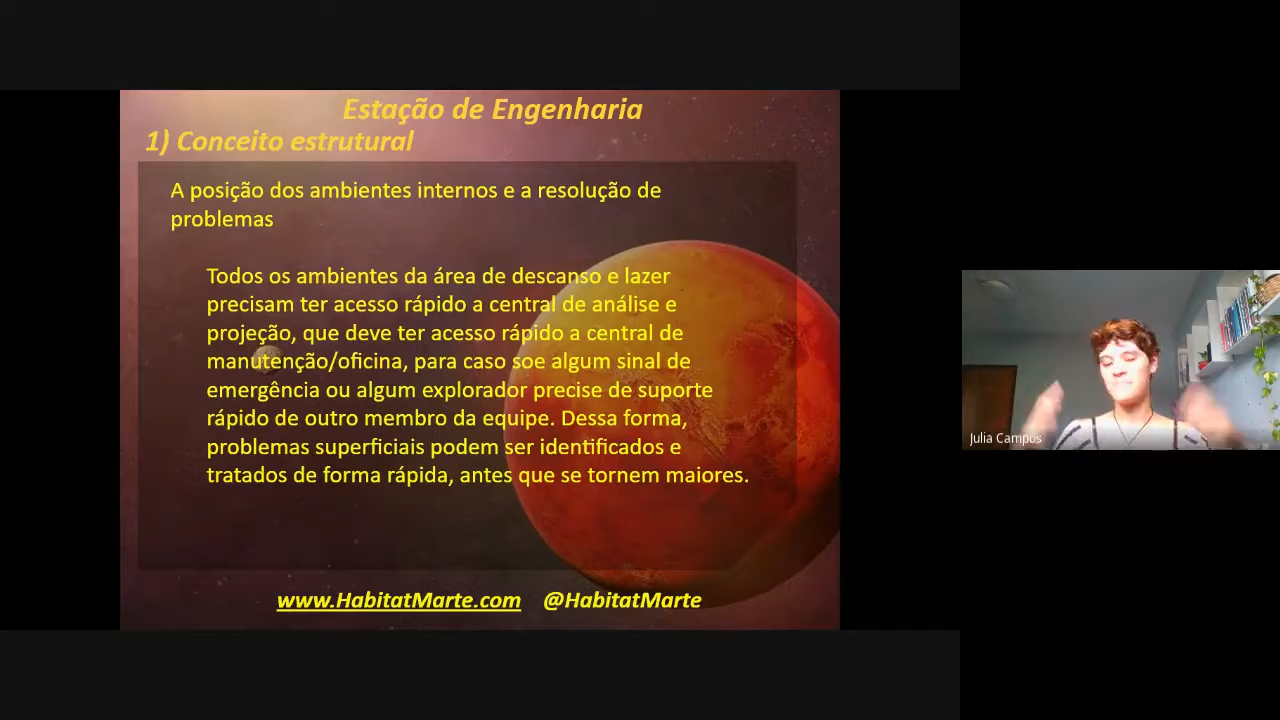 Estação de Engenharia
1) Conceito estrutural
A posição dos ambientes internos e a resolução de
problemas
Todos os ambientes da área de descanso e lazer
precisam ter acesso rápido a central de análise e
projeção, que deve ter acesso rápido a central de
manutenção/oficina, para caso soe algum sinal de
emergência ou algum explorador precise de suporte
rápido de outro membro da equipe. Dessa forma,
problemas superficiais podem ser identificados e
tratados de forma rápida, antes que se tornem maiores.
www.HabitatMarte.com @HabitatMarte
Julia Campos